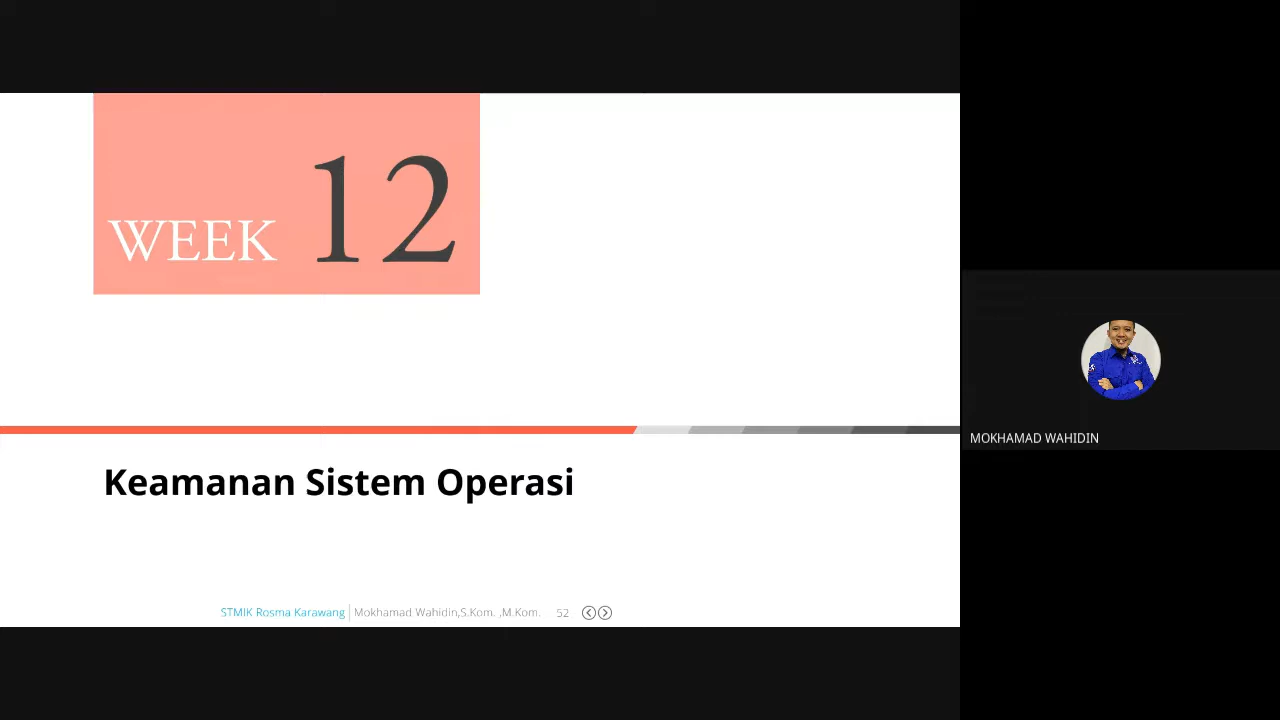 WEEK 12
Keamanan Sistem Operasi
STMIK Rosma Karawang Mokhamad Wahidin,S.Kom. ,M.Kom. 52
MOKHAMAD WAHIDIN